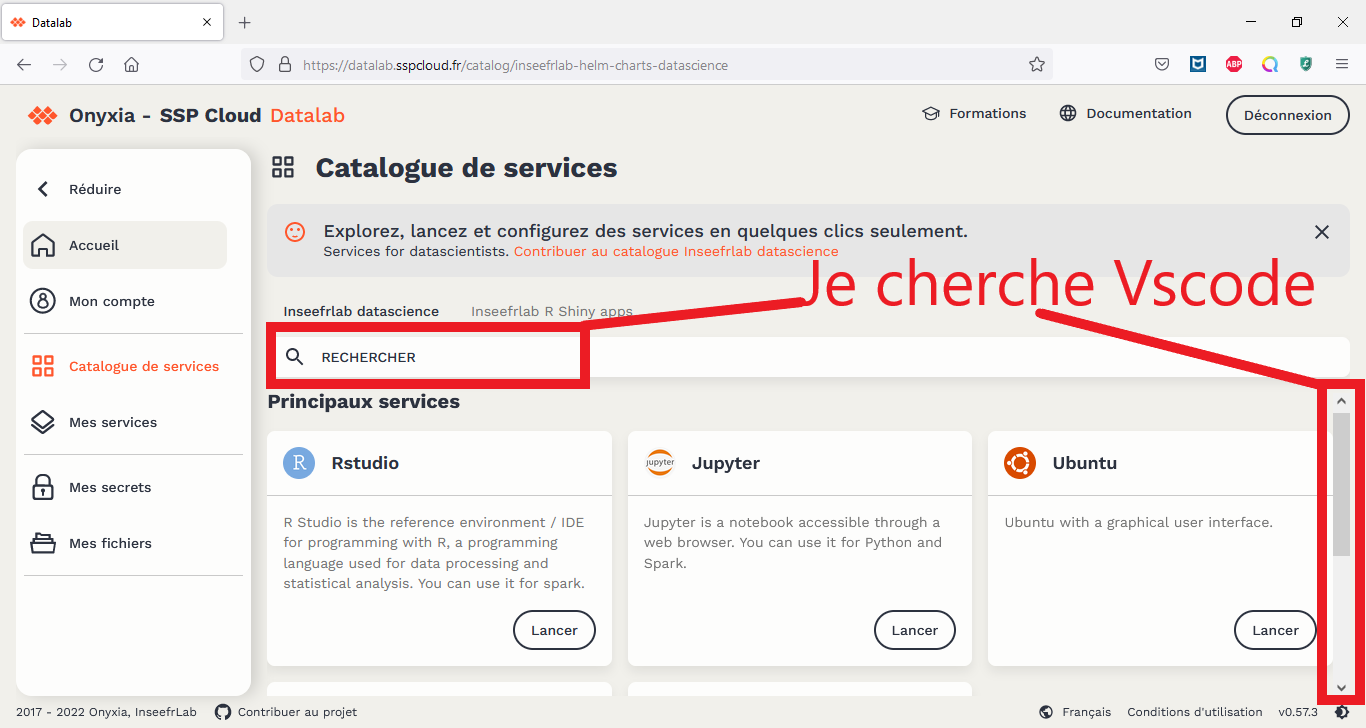 Datalab
https://datalab.sspcloud.fr/catalog/inseefrlab-helm-charts-datascience
ABP
Onyxia - SSP Cloud Datalab
Formations
Documentation
Déconnexion
Réduire
Accueil
Mon compte
Catalogue de services
Mes services
Mes secrets
Mes fichiers
Catalogue de services
Explorez, lancez et configurez des services en quelques clics seulement.
Services for datascientists. Contribuer au catalogue Inseefrlab datascience
Je cherche Vscode
Inseefrlab datascience
Inseefrlab R Shiny apps
RECHERCHER
Principaux services
R
Rstudio
R Studio is the reference environment / IDE
for programming with R, a programming
language used for data processing and
statistical analysis. You can use it for spark.
Lancer
jupyter
Jupyter
Jupyter is a notebook accessible through a
web browser. You can use it for Python and
Spark.
Lancer
Ubuntu
Ubuntu with a graphical user interface.
Lancer
2017 - 2022 Onyxia, InseefrLab
Contribuer au projet
Français
Conditions d'utilisation
v0.57.3